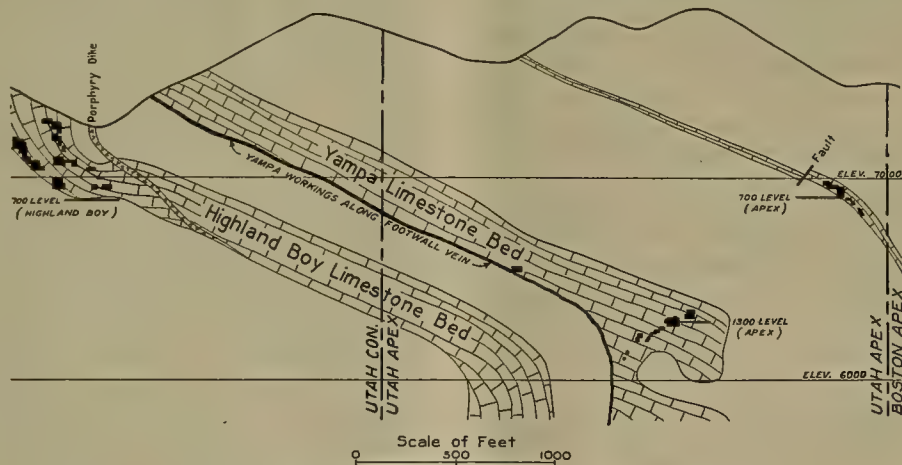 Porphyry Dike
Yampa Limestone Bed
YAMPA WORKINGS ALONG FOOTWALL VEIN
Highland Boy Limestone Bed
700 LEVEL
(HIGHLAND BOY)
Fault
ELEV. 7000
700 LEVEL
(APEX)
1300 LEVEL
(APEX)
ELEV. 6000
UTAH CON.
UTAH APEX
UTAH APEX
BOSTON APEX
Scale of Feet
0 500 1000